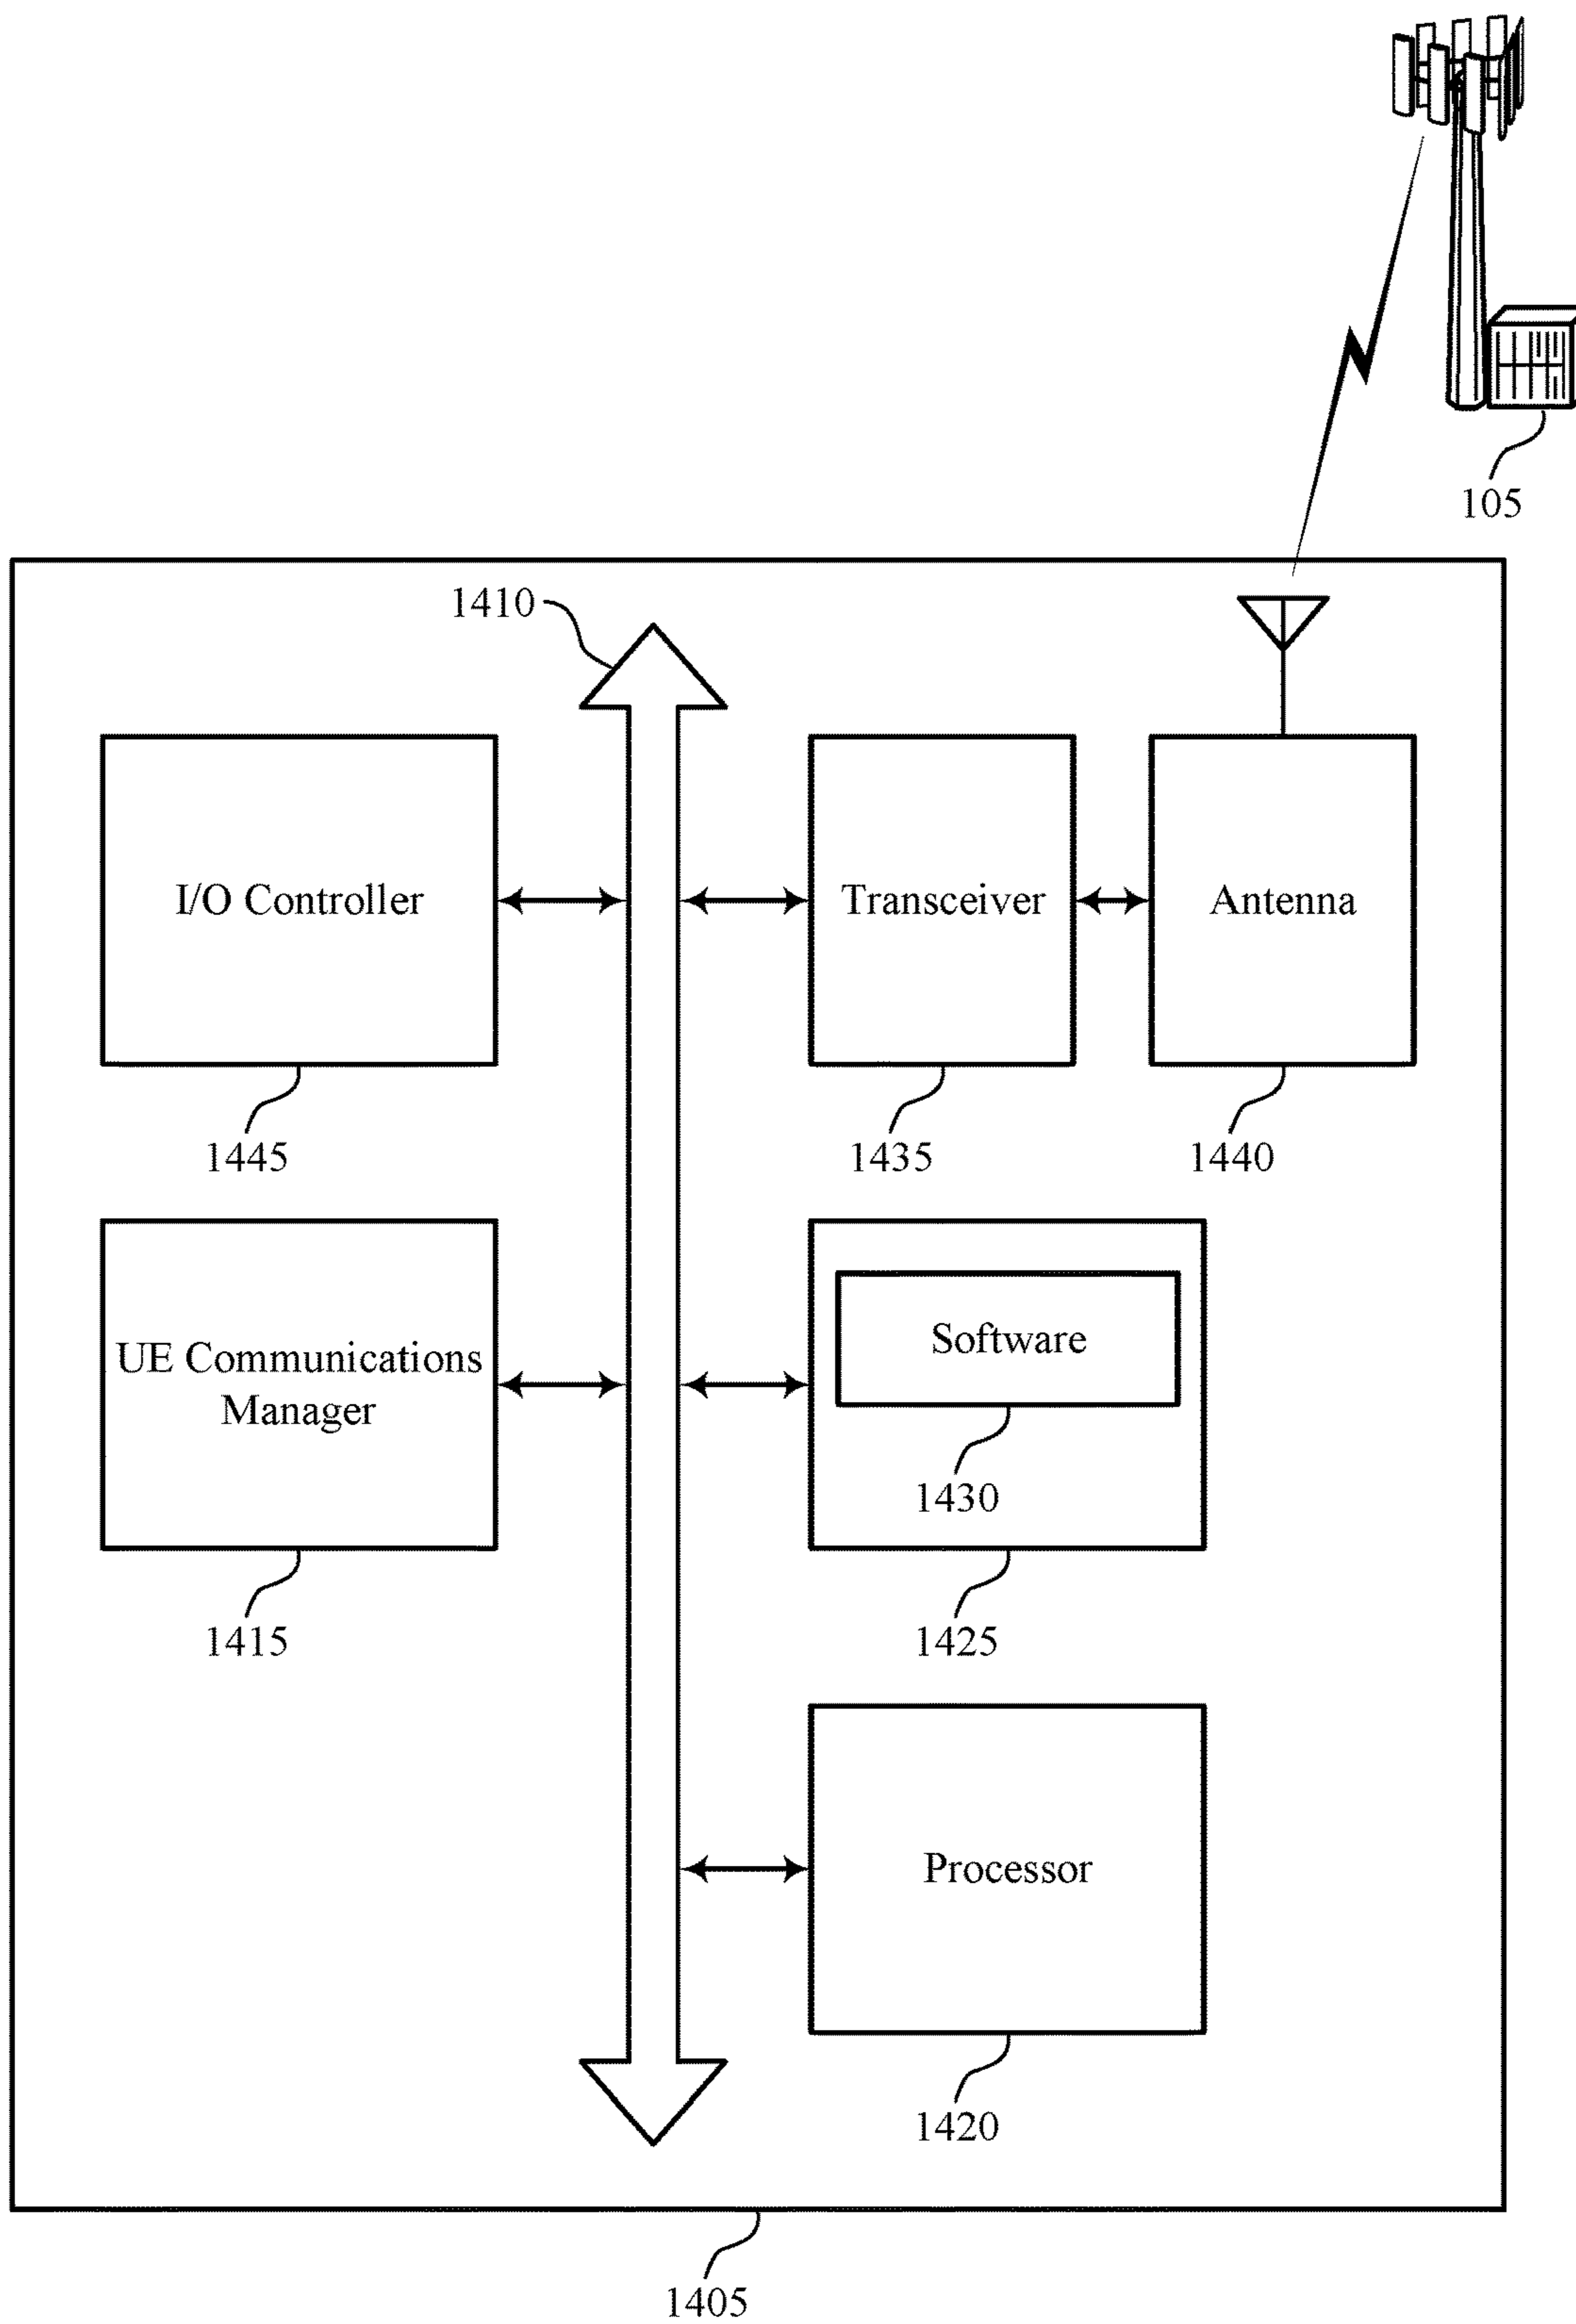 105
1410
I/O Controller
Transceiver
Antenna
1445
1435
1440
UE Communications
Manager
Software
1430
1415
1425
Processor
1420
1405